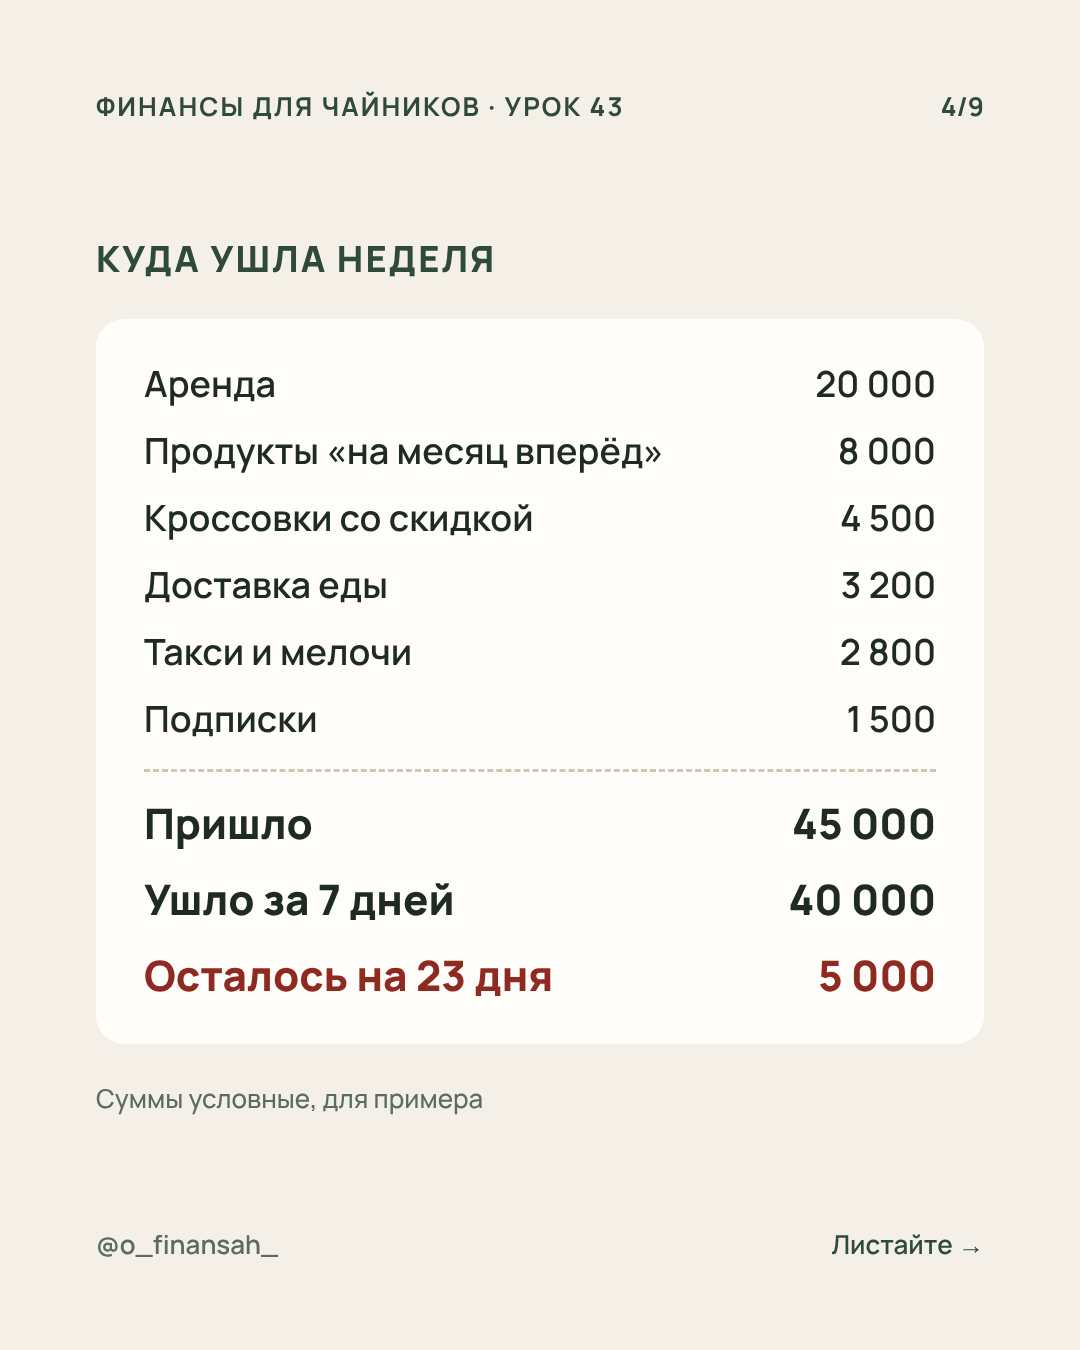 ФИНАНСЫ ДЛЯ ЧАЙНИКОВ · УРОК 43 4/9
КУДА УШЛА НЕДЕЛЯ
Аренда 20 000
Продукты «на месяц вперёд» 8 000
Кроссовки со скидкой 4 500
Доставка еды 3 200
Такси и мелочи 2 800
Подписки 1 500
Пришло 45 000
Ушло за 7 дней 40 000
Осталось на 23 дня 5 000
Суммы условные, для примера
@o_finansah_ Листайте →